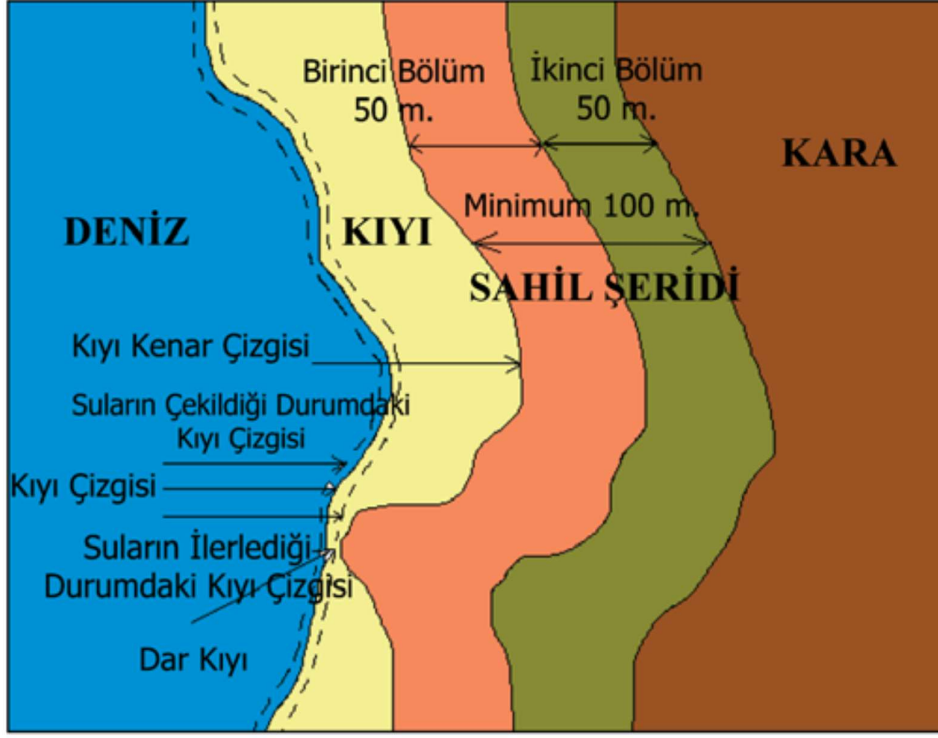 Birinci Bölüm
50 m.
İkinci Bölüm
50 m.
KARA
Minimum 100 m.
DENİZ
KIYI
SAHİL ŞERİDİ
Kıyı Kenar Çizgisi
Suların Çekildiği Durumdaki
Kıyı Çizgisi
Kıyı Çizgisi
Suların İlerlediği
Durumdaki Kıyı Çizgisi
Dar Kıyı